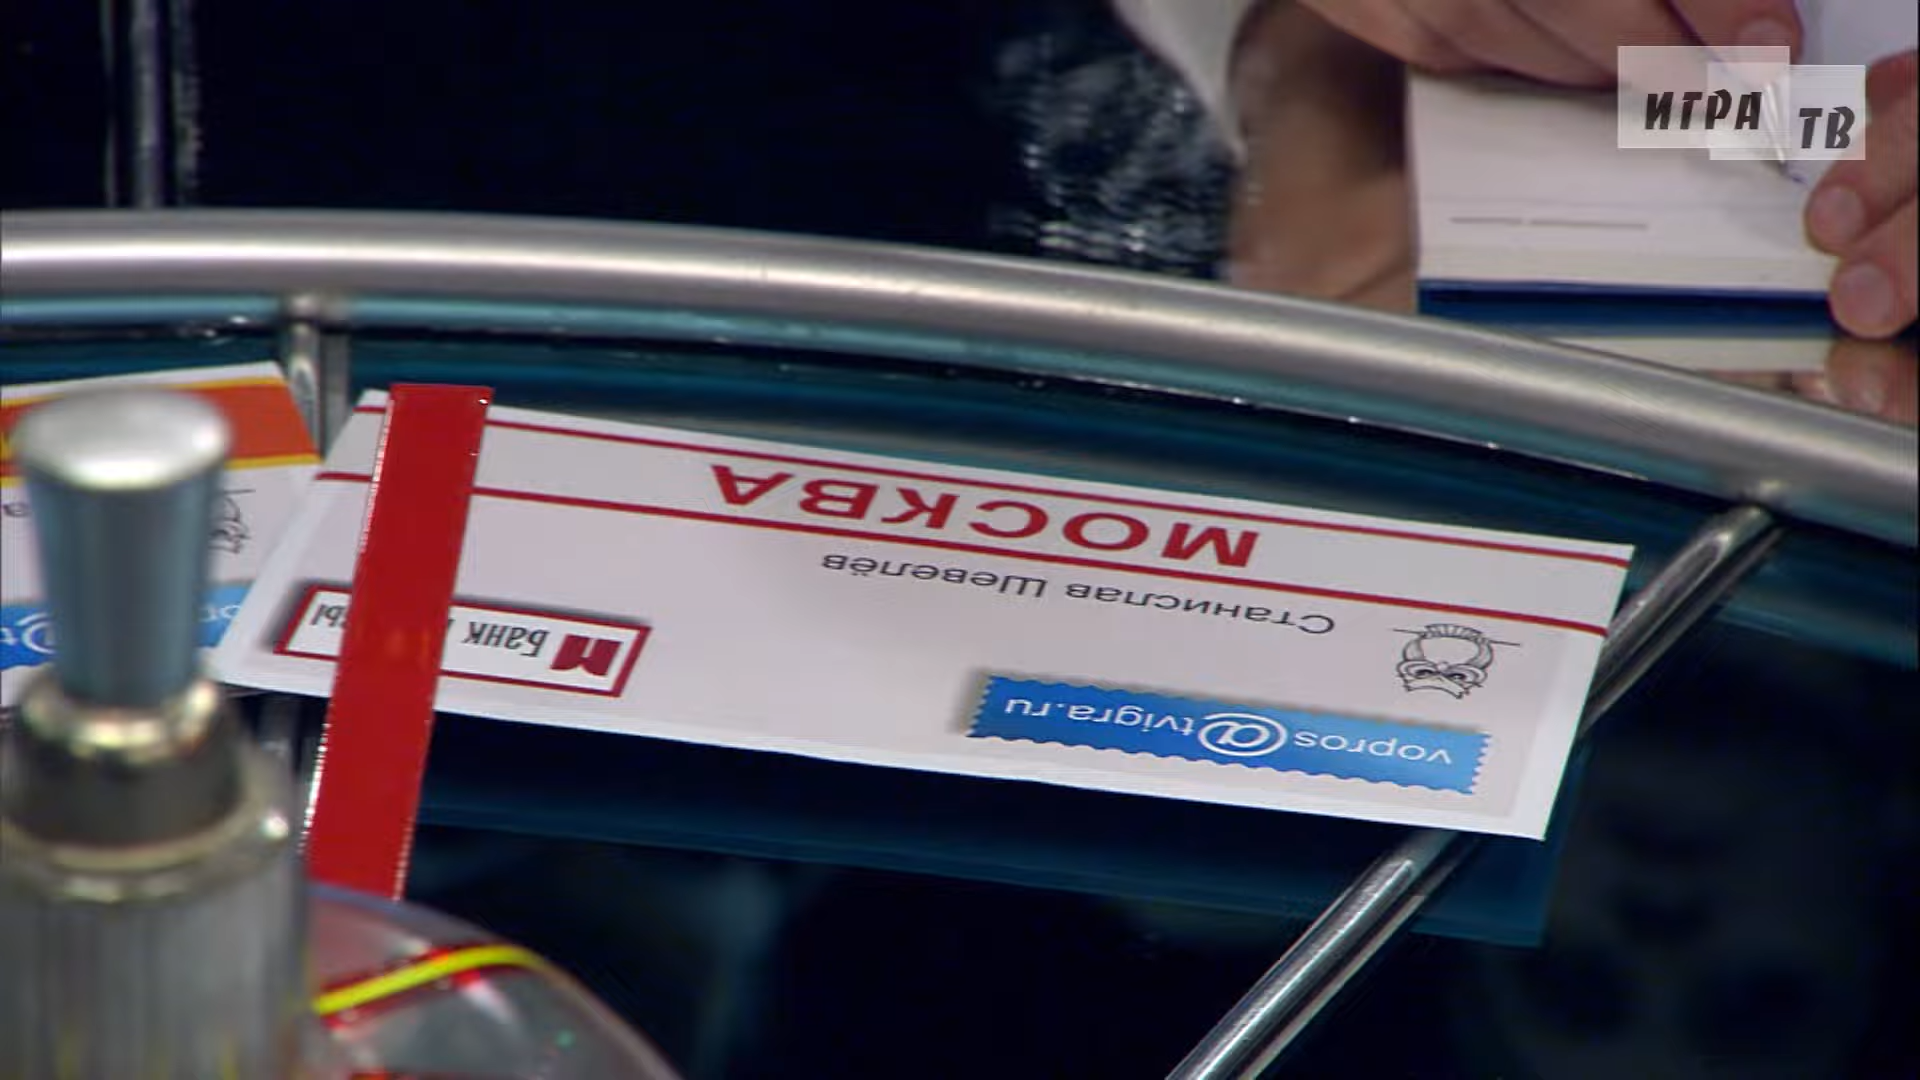 ИГРА ТВ
МОСКВА
Станислав Шевелёв
vopros@tvigra.ru
М Банк